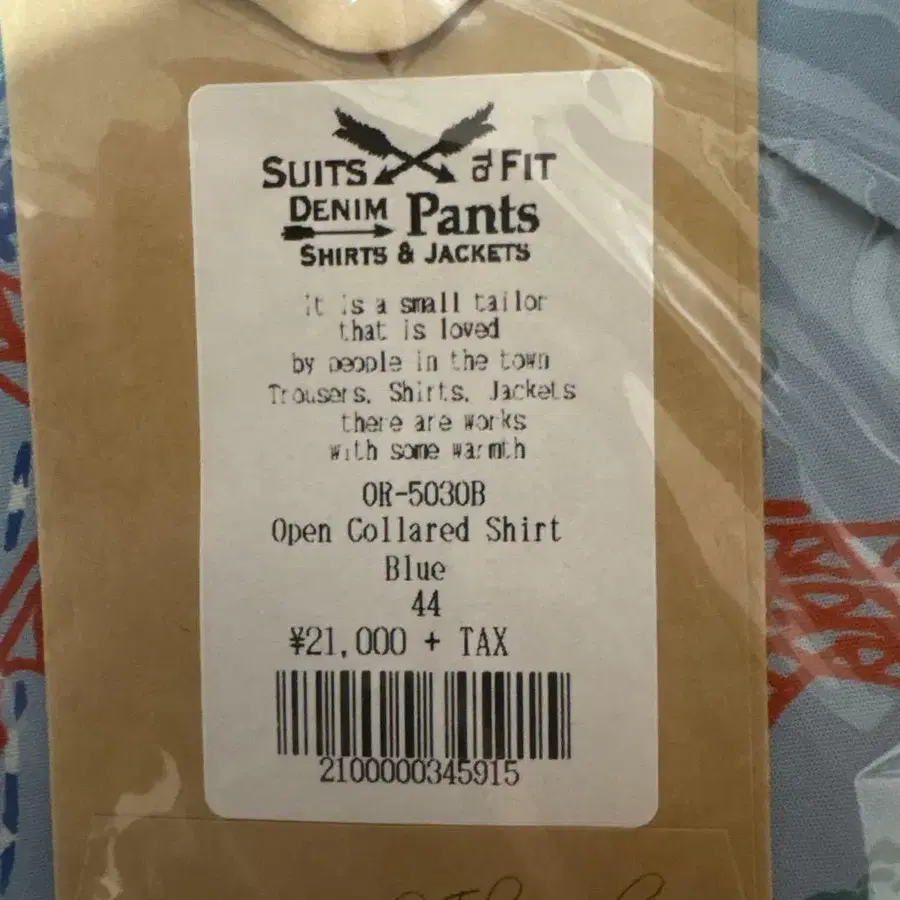 SUITS & FIT
DENIM Pants
SHIRTS & JACKETS
it is a small tailor
that is loved
by people in the town
Trousers, Shirts, Jackets
there are works
with some warmth
OR-5030B
Open Collared Shirt
Blue
44
¥21,000 + TAX
2100000345915